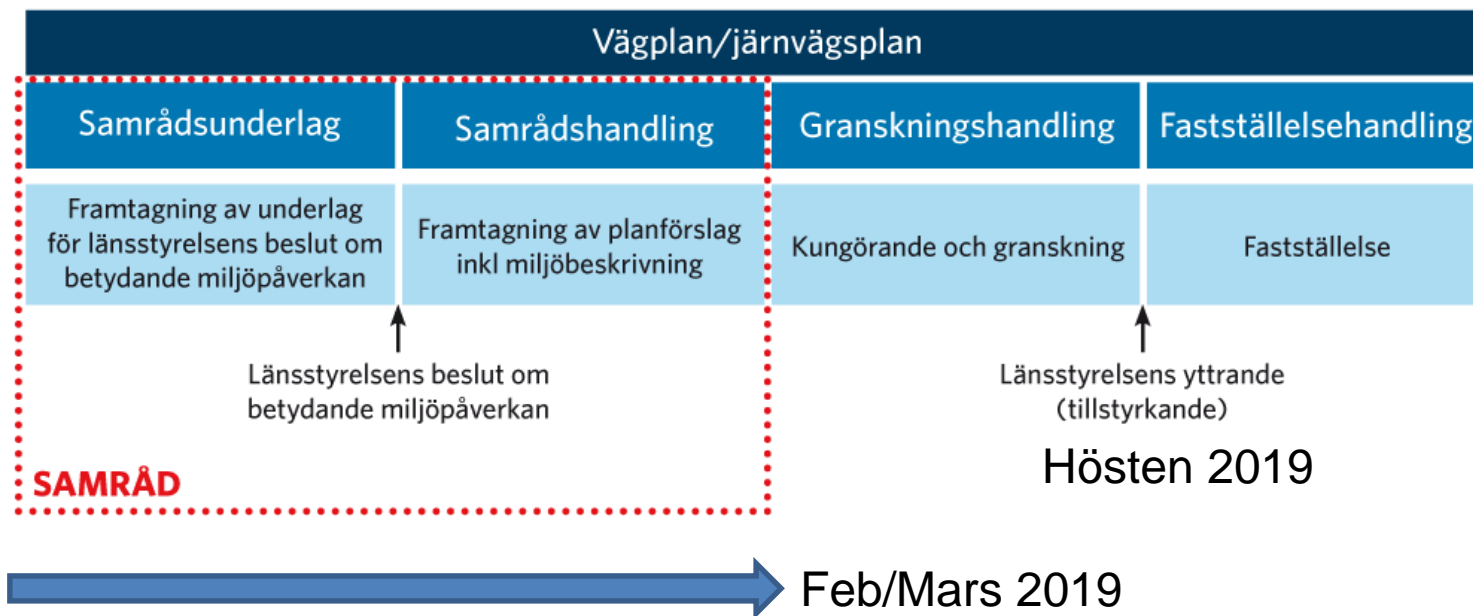 Vägplan/järnvägsplan
Samrådsunderlag
Samrådshandling
Granskningshandling
Fastställelsehandling
Framtagning av underlag
för länsstyrelsens beslut om
betydande miljöpåverkan
Framtagning av planförslag
inkl miljöbeskrivning
Kungörande och granskning
Fastställelse
Länsstyrelsens beslut om
betydande miljöpåverkan
Länsstyrelsens yttrande
(tillstyrkande)
Hösten 2019
SAMRÅD
Feb/Mars 2019